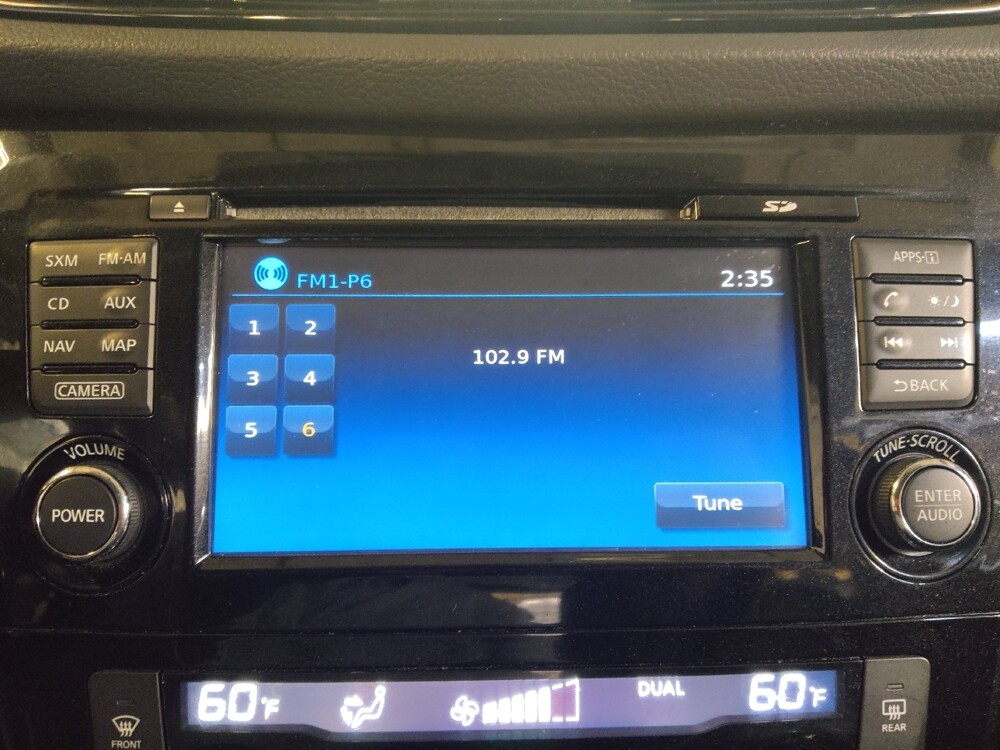 SD
SXM FM·AM
CD AUX
NAV MAP
CAMERA
VOLUME
POWER
FM1-P6 2:35
1 2
102.9 FM
3 4
5 6
Tune
APPS·i
BACK
TUNE·SCROLL
ENTER
AUDIO
60°F DUAL 60°F
FRONT
REAR